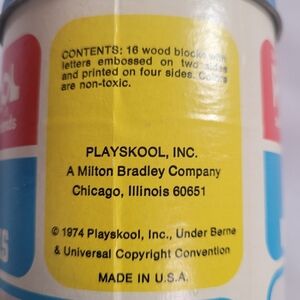 CONTENTS: 16 wood blocks with
letters embossed on two sides
and printed on four sides. Colors
are non-toxic.
PLAYSKOOL, INC.
A Milton Bradley Company
Chicago, Illinois 60651
© 1974 Playskool, Inc., Under Berne
& Universal Copyright Convention
MADE IN U.S.A.